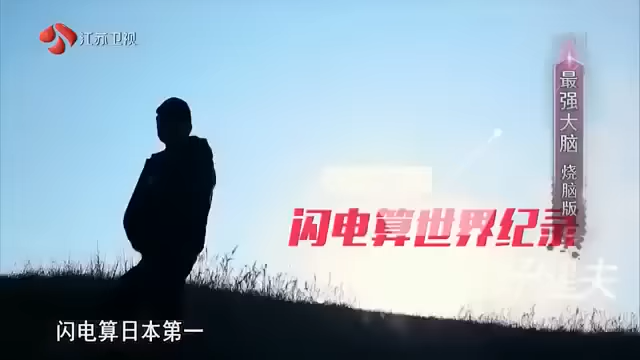 江苏卫视
最强大脑 烧脑版
闪电算世界纪录
夫
闪电算日本第一